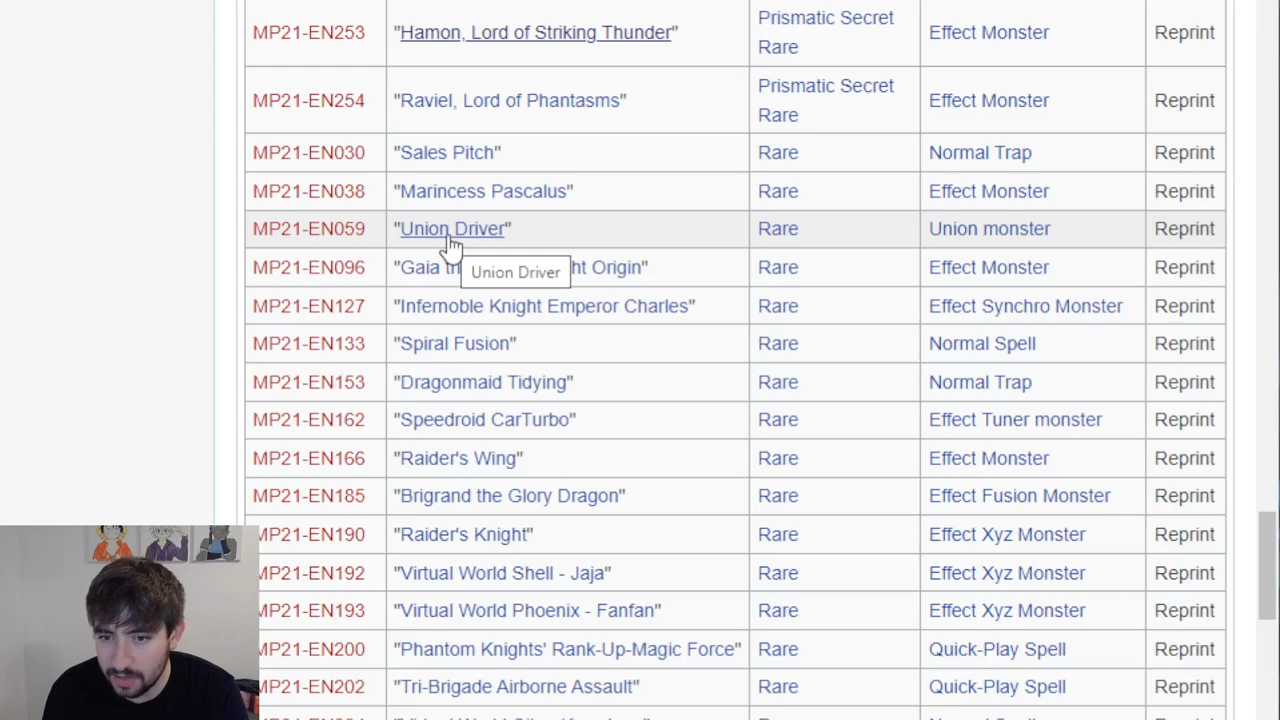 MP21-EN253 "Hamon, Lord of Striking Thunder" Prismatic Secret Rare Effect Monster Reprint
MP21-EN254 "Raviel, Lord of Phantasms" Prismatic Secret Rare Effect Monster Reprint
MP21-EN030 "Sales Pitch" Rare Normal Trap Reprint
MP21-EN038 "Marincess Pascalus" Rare Effect Monster Reprint
MP21-EN059 "Union Driver" Rare Union monster Reprint
MP21-EN096 "Gaia Origin" Rare Effect Monster Reprint
Union Driver
MP21-EN127 "Infernoble Knight Emperor Charles" Rare Effect Synchro Monster Reprint
MP21-EN133 "Spiral Fusion" Rare Normal Spell Reprint
MP21-EN153 "Dragonmaid Tidying" Rare Normal Trap Reprint
MP21-EN162 "Speedroid CarTurbo" Rare Effect Tuner monster Reprint
MP21-EN166 "Raider's Wing" Rare Effect Monster Reprint
MP21-EN185 "Brigrand the Glory Dragon" Rare Effect Fusion Monster Reprint
MP21-EN190 "Raider's Knight" Rare Effect Xyz Monster Reprint
MP21-EN192 "Virtual World Shell - Jaja" Rare Effect Xyz Monster Reprint
MP21-EN193 "Virtual World Phoenix - Fanfan" Rare Effect Xyz Monster Reprint
MP21-EN200 "Phantom Knights' Rank-Up-Magic Force" Rare Quick-Play Spell Reprint
MP21-EN202 "Tri-Brigade Airborne Assault" Rare Quick-Play Spell Reprint